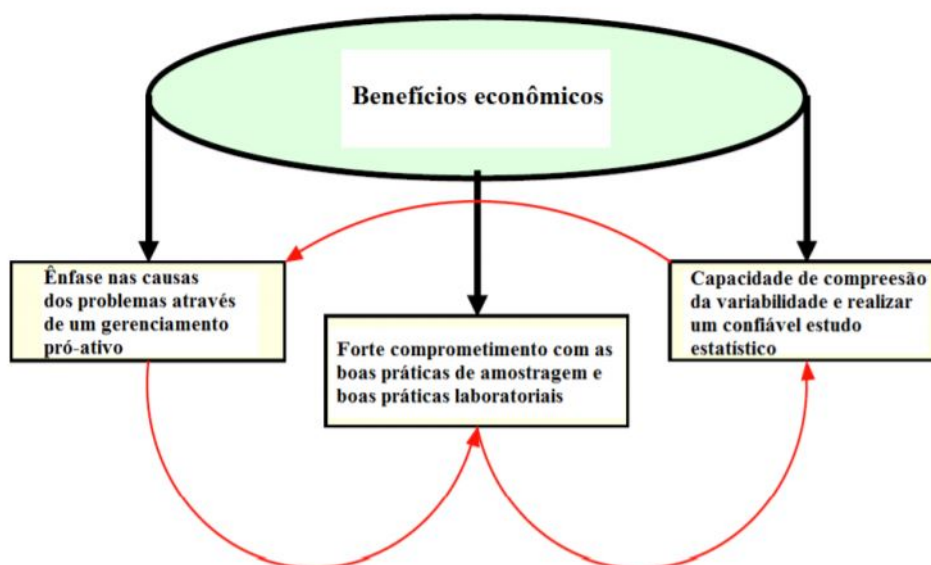 Benefícios econômicos
Ênfase nas causas
dos problemas através
de um gerenciamento
pró-ativo
Forte comprometimento com as
boas práticas de amostragem e
boas práticas laboratoriais
Capacidade de compreesão
da variabilidade e realizar
um confiável estudo
estatístico